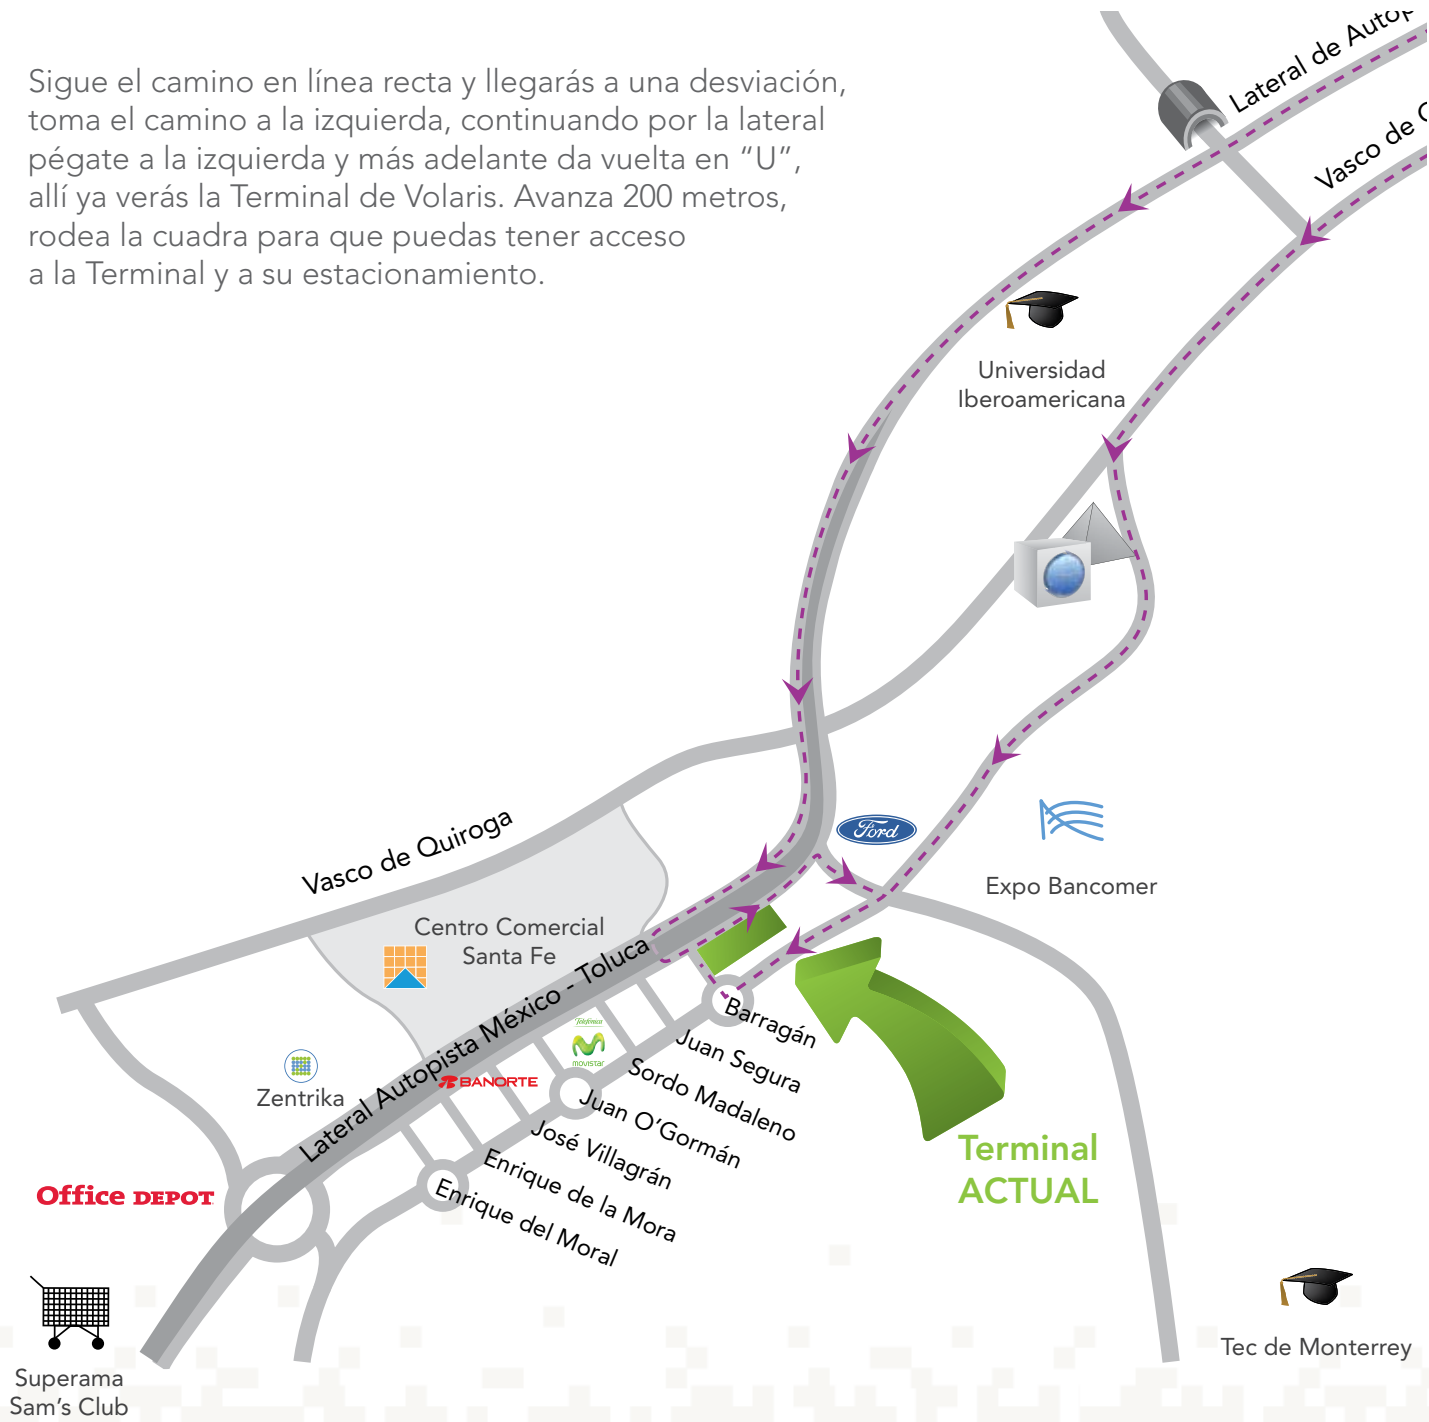 Sigue el camino en línea recta y llegarás a una desviación,
toma el camino a la izquierda, continuando por la lateral
pégate a la izquierda y más adelante da vuelta en “U”,
allí ya verás la Terminal de Volaris. Avanza 200 metros,
rodea la cuadra para que puedas tener acceso
a la Terminal y a su estacionamiento.
Lateral de Autop
Vasco de
Universidad
Iberoamericana
Vasco de Quiroga
Ford
Expo Bancomer
Centro Comercial
Santa Fe
Lateral Autopista México - Toluca
Zentrika
Telefónica
movistar
BANORTE
Barragán
Juan Segura
Sordo Madaleno
Juan O’Gormán
José Villagrán
Enrique de la Mora
Enrique del Moral
Terminal
ACTUAL
Office DEPOT
Superama
Sam’s Club
Tec de Monterrey